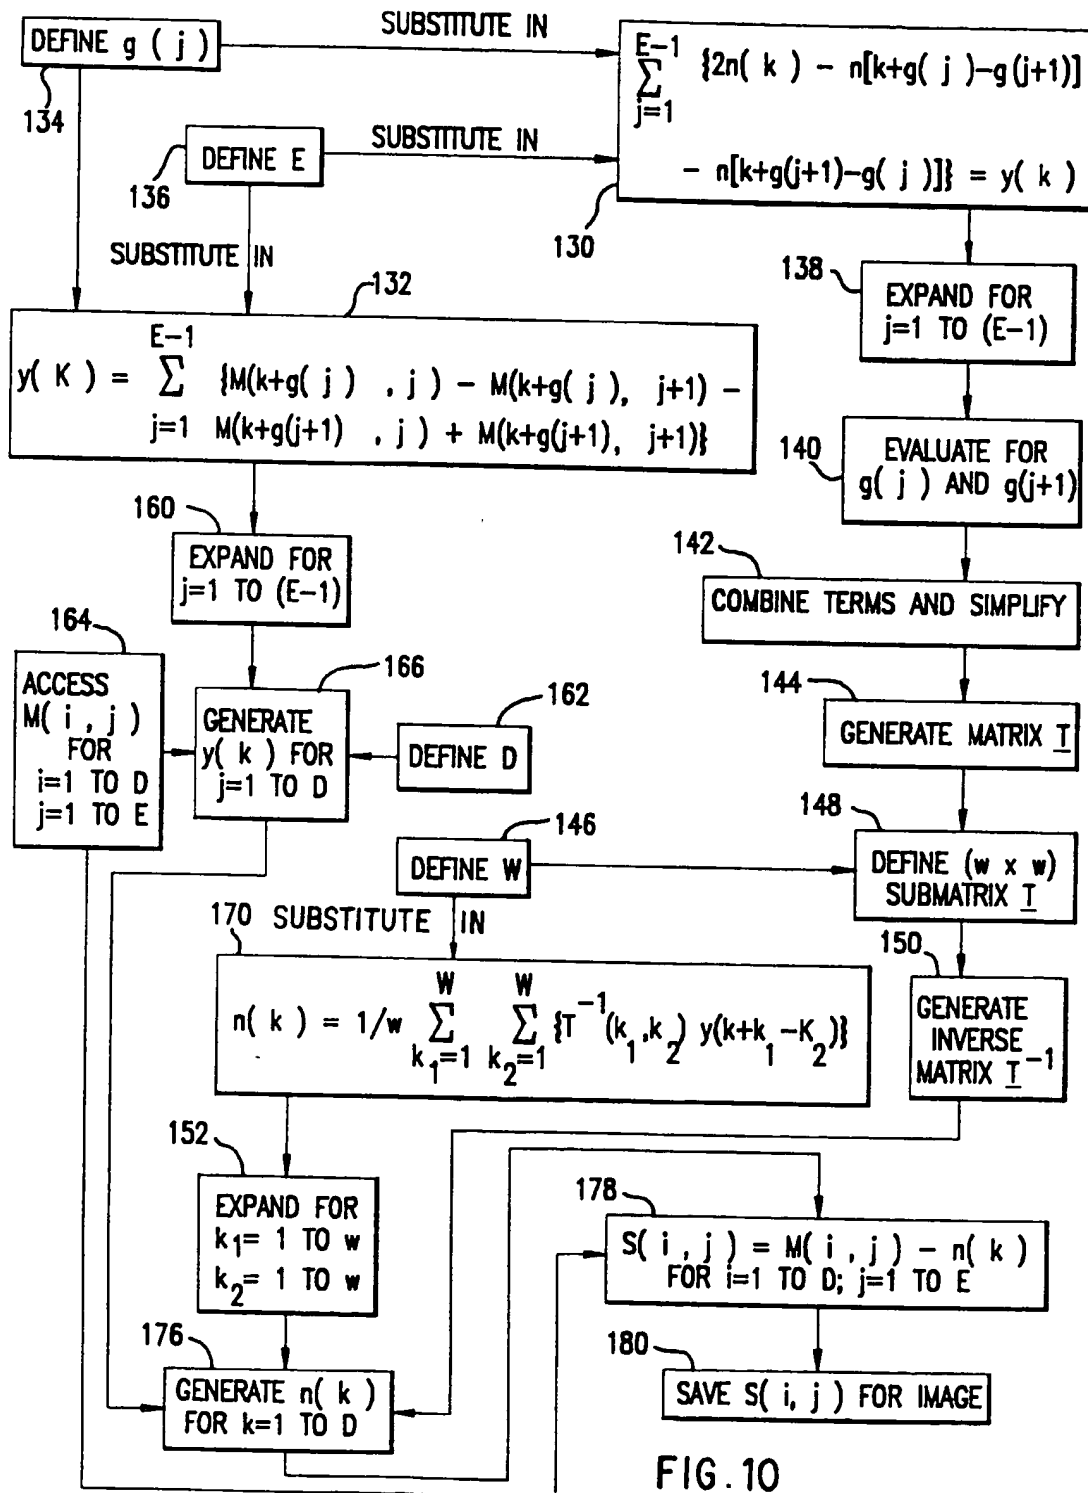 DEFINE g ( j )
134
SUBSTITUTE IN
E-1
∑ {2n( k ) - n[k+g( j )-g(j+1)]
j=1
- n[k+g(j+1)-g( j )]} = y( k )
130
DEFINE E
136
SUBSTITUTE IN
SUBSTITUTE IN
132
E-1
y( K ) = ∑ {M(k+g( j ) , j ) - M(k+g( j ), j+1) -
j=1 M(k+g(j+1) , j ) + M(k+g(j+1), j+1)}
138
EXPAND FOR
j=1 TO (E-1)
140
EVALUATE FOR
g( j ) AND g(j+1)
160
EXPAND FOR
j=1 TO (E-1)
142
COMBINE TERMS AND SIMPLIFY
164
ACCESS
M( i , j )
FOR
i=1 TO D
j=1 TO E
166
GENERATE
y( k ) FOR
j=1 TO D
162
DEFINE D
144
GENERATE MATRIX T
146
DEFINE W
148
DEFINE (w x w)
SUBMATRIX T
170 SUBSTITUTE IN
W W
n( k ) = 1/w ∑ ∑ {T⁻¹(k₁,k₂) y(k+k₁-K₂)}
k₁=1 k₂=1
150
GENERATE
INVERSE
MATRIX T⁻¹
152
EXPAND FOR
k₁= 1 TO w
k₂= 1 TO w
178
S( i , j ) = M( i , j ) - n( k )
FOR i=1 TO D; j=1 TO E
176
GENERATE n( k )
FOR k=1 TO D
180
SAVE S( i, j ) FOR IMAGE
FIG.10